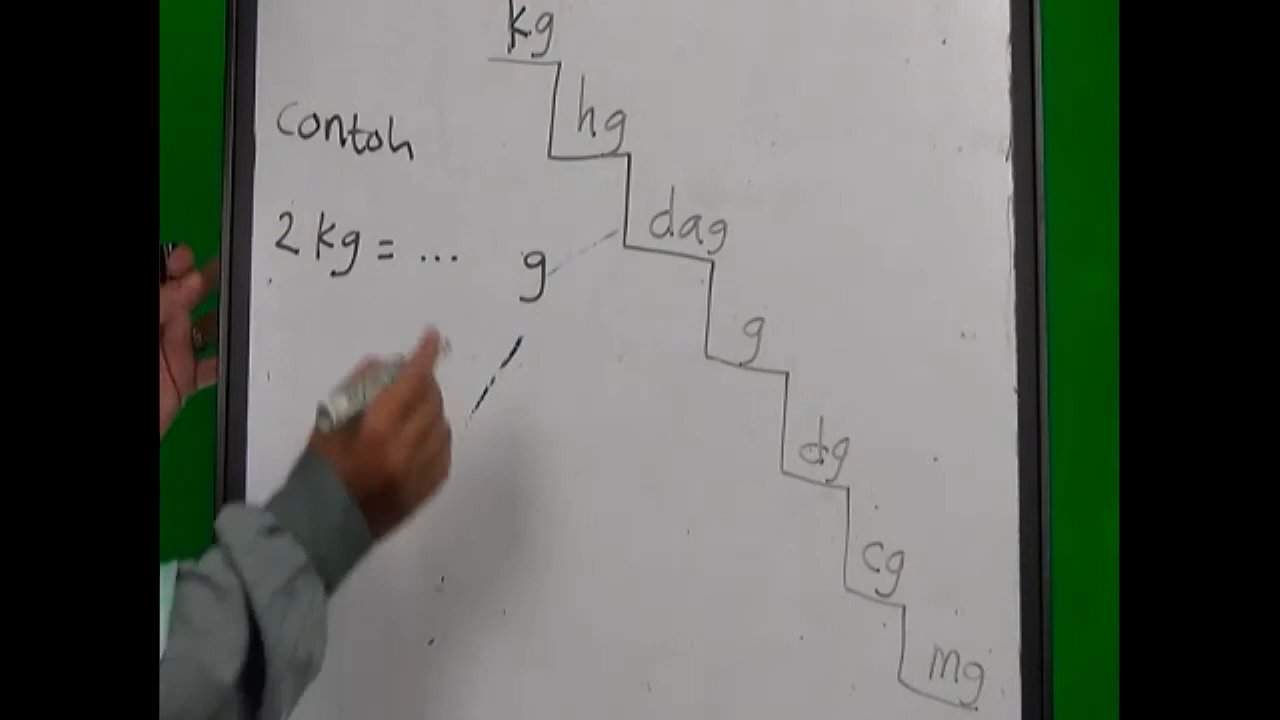 kg
hg
contoh
dag
2 kg = ... g
g
dg
cg
mg